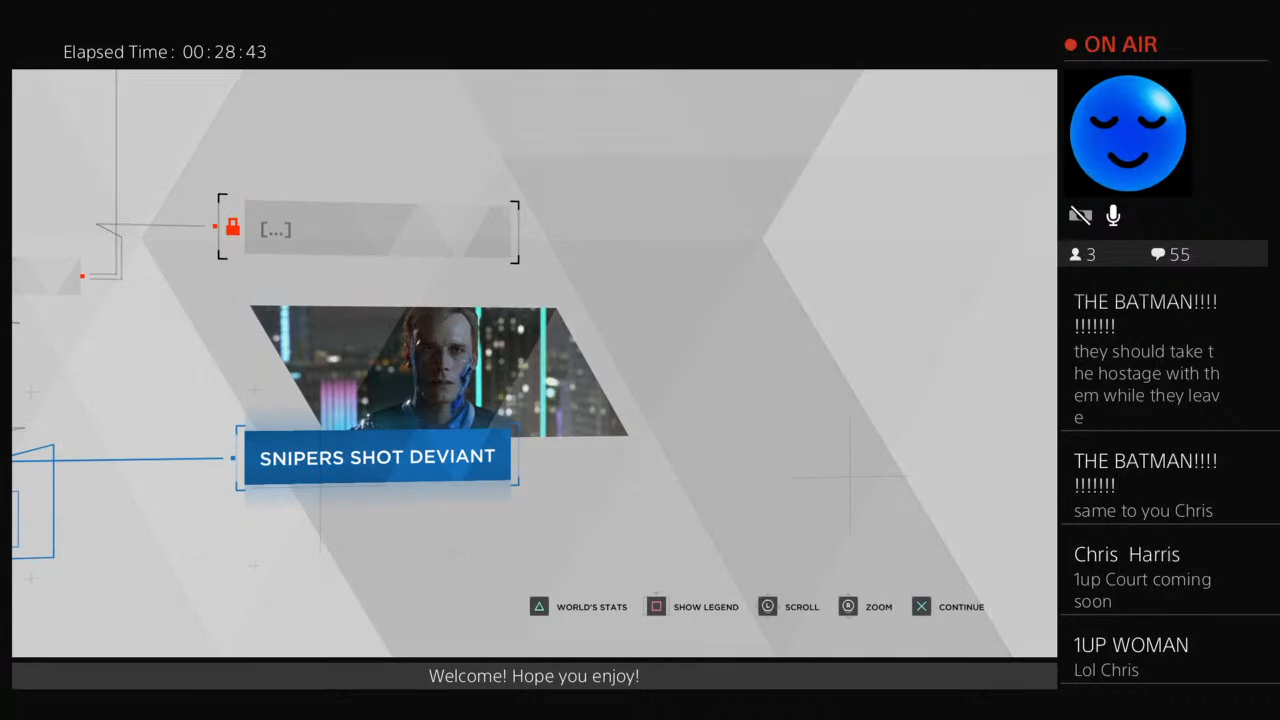 Elapsed Time: 00:28:43
ON AIR
[...]
SNIPERS SHOT DEVIANT
WORLD'S STATS
SHOW LEGEND
L
SCROLL
R
ZOOM
CONTINUE
Welcome! Hope you enjoy!
3
55
THE BATMAN!!!!
!!!!!!!
they should take t
he hostage with th
em while they leav
e
THE BATMAN!!!!
!!!!!!!
same to you Chris
Chris Harris
1up Court coming
soon
1UP WOMAN
Lol Chris